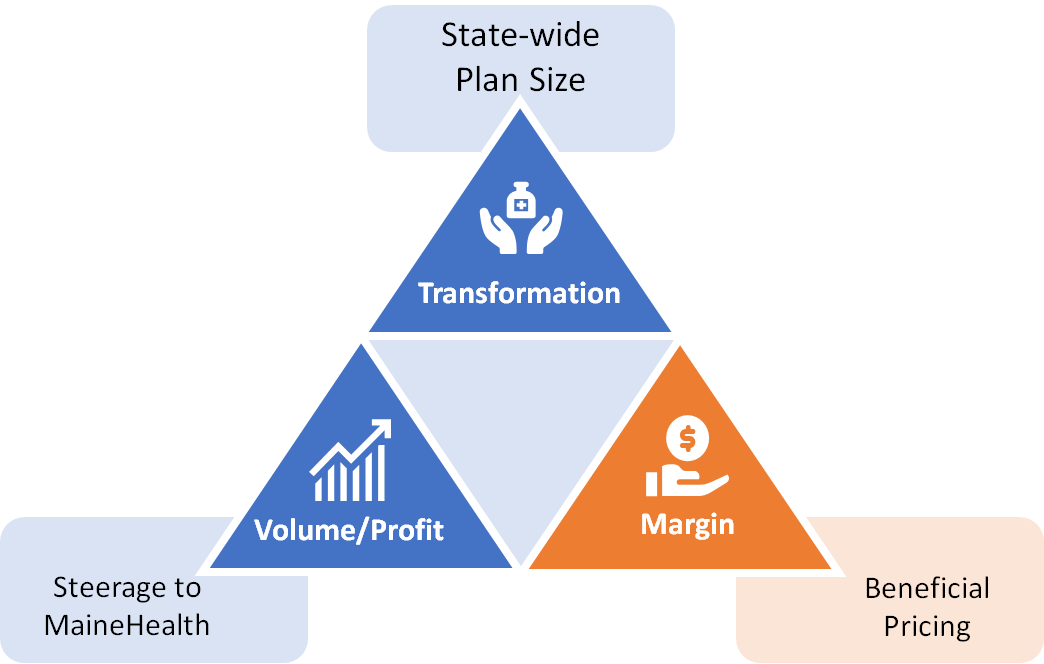 State-wide
Plan Size
Transformation
$
Volume/Profit
Margin
Steerage to
MaineHealth
Beneficial
Pricing